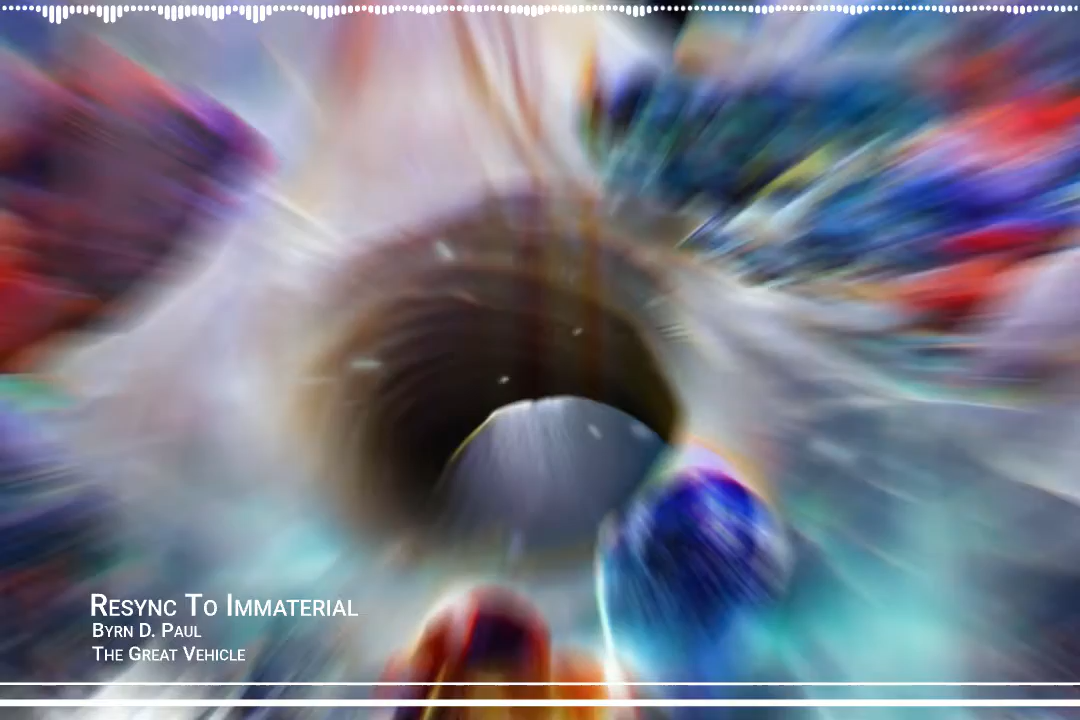 Resync To Immaterial
Byrn D. Paul
The Great Vehicle